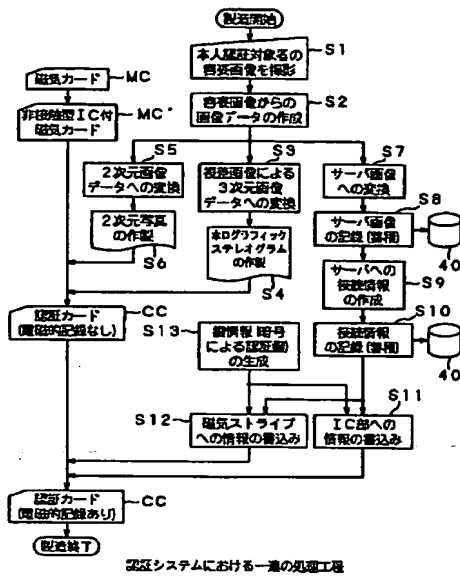 製造開始
S1
本人認証対象者の
容姿画像を撮影
磁気カード
MC
S2
容姿画像からの
画像データの作成
非接触型IC付
磁気カード
MC'
S5
2次元画像
データへの変換
S3
視差画像による
3次元画像
データへの変換
S7
サーバ画像
への変換
S8
サーバ画像
の記録(蓄積)
40
2次元写真
の作製
S6
ホログラフィック
ステレオグラム
の作製
S4
S9
サーバへの
接続情報
の作成
S10
認証カード
(電磁的記録なし)
CC
S13
鍵情報(暗号
による認証鍵)
の生成
接続情報
の記録(蓄積)
40
S12
磁気ストライプ
への情報の書込み
S11
IC部への
情報の書込み
認証カード
(電磁的記録あり)
CC
製造終了
認証システムにおける一連の処理工程